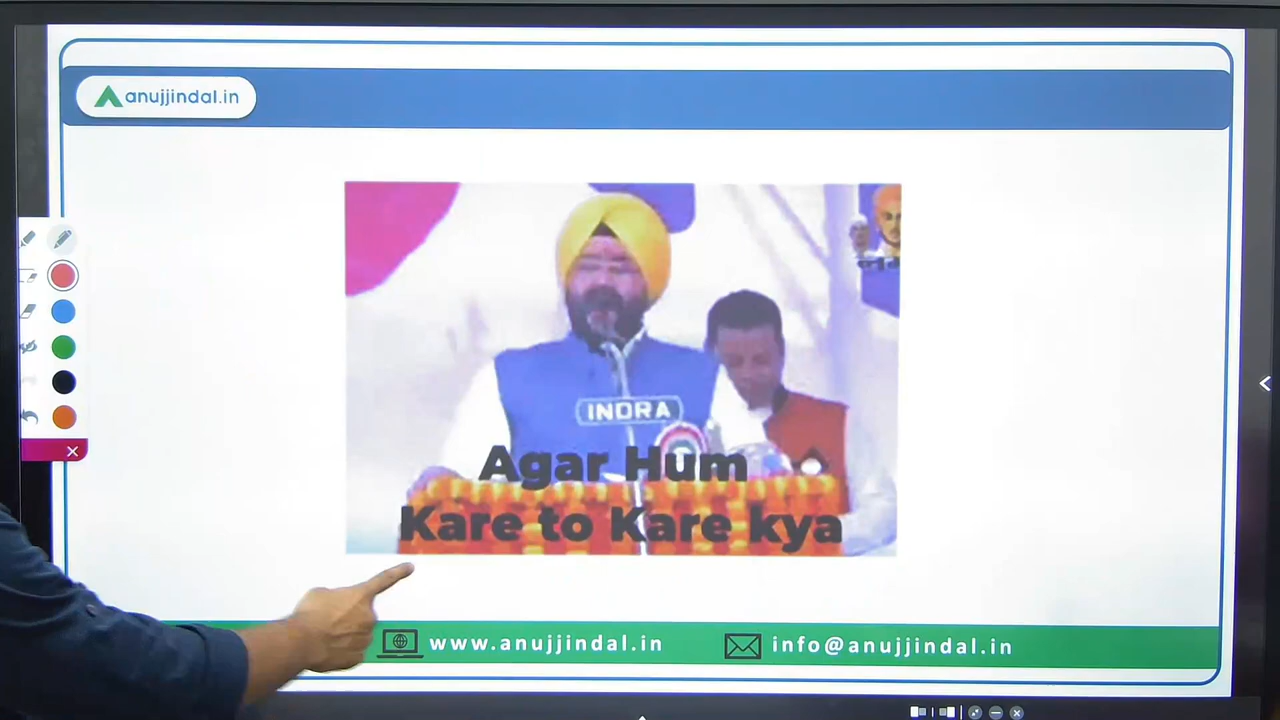 anujjindal.in
INDRA
Agar Hum
Kare to Kare kya
www.anujjindal.in
info@anujjindal.in